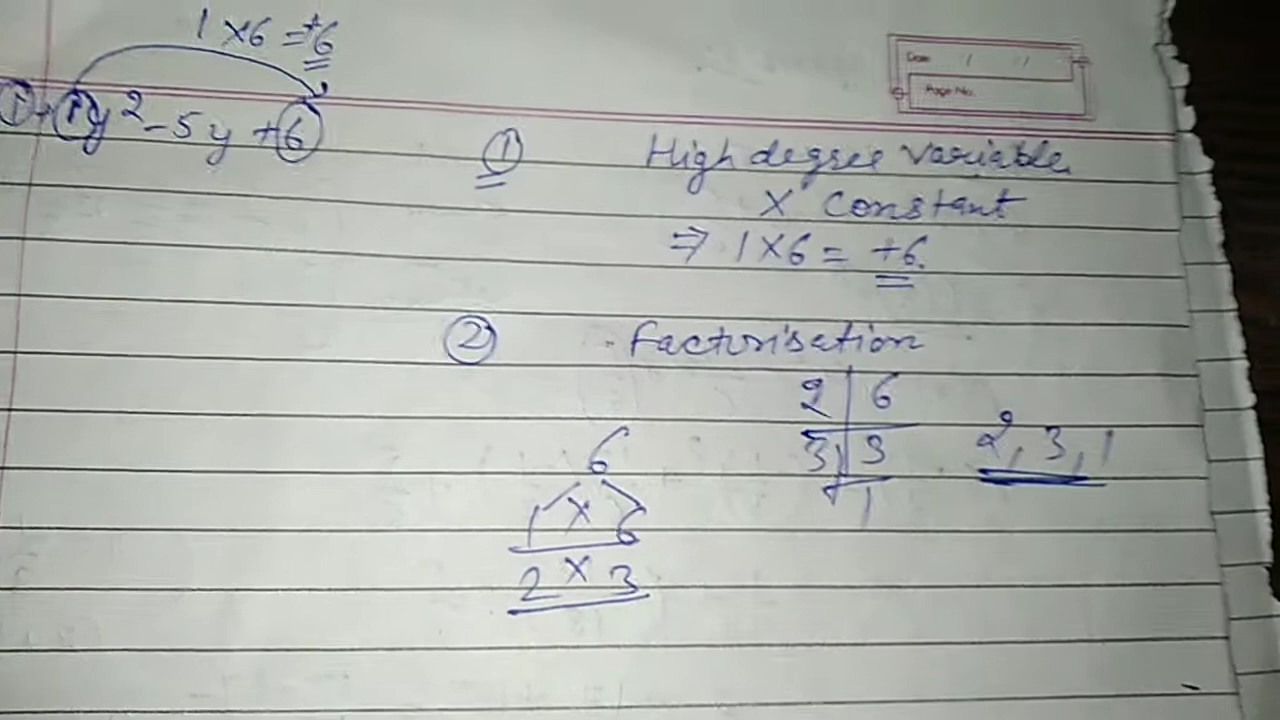 1 × 6 = +6
① + 1y² - 5y + 6
Date / /
Page No.
① High degree variable
× constant
⇒ 1 × 6 = +6.
② Factorisation
2 | 6
3 | 3
1
2, 3, 1
6
1 × 6
2 × 3